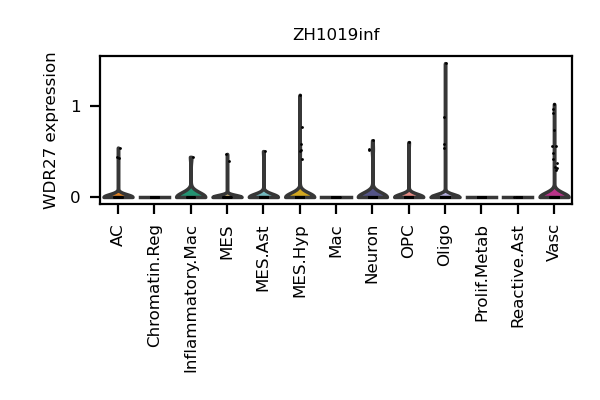 ZH1019inf
WDR27 expression
1
0
AC
Chromatin.Reg
Inflammatory.Mac
MES
MES.Ast
MES.Hyp
Mac
Neuron
OPC
Oligo
Prolif.Metab
Reactive.Ast
Vasc